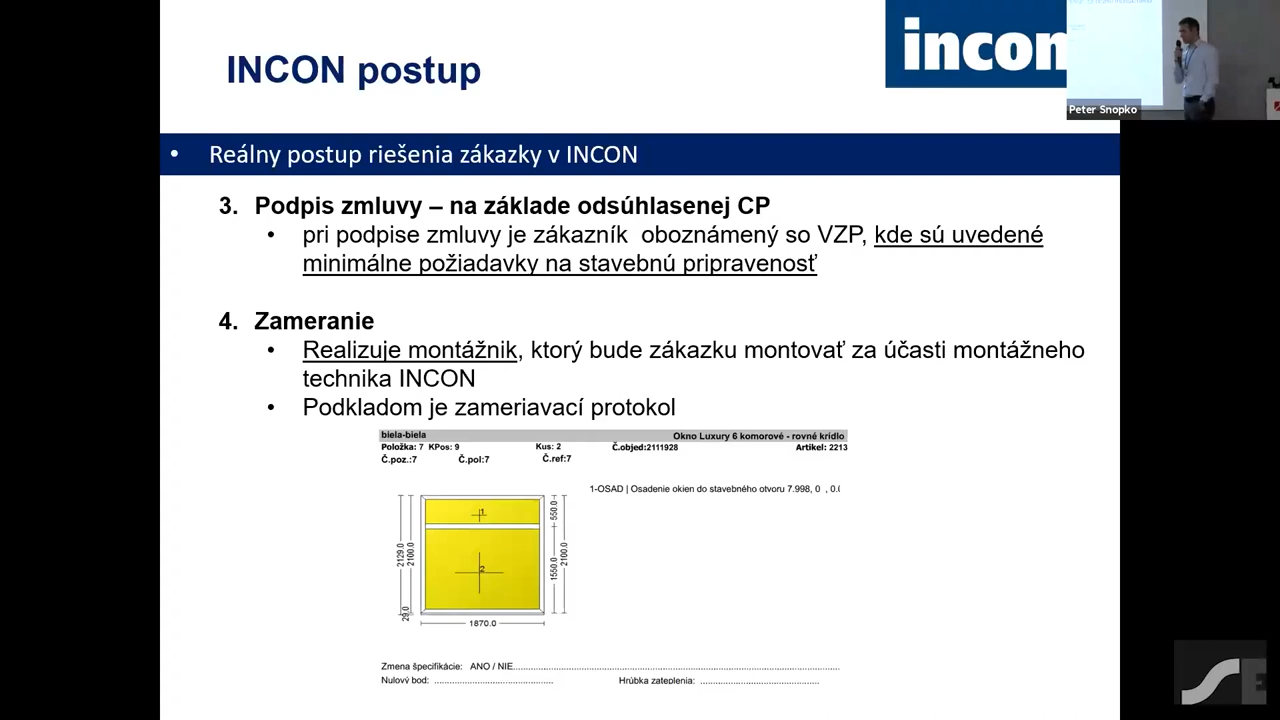 INCON postup
incon
Peter Snopko
• Reálny postup riešenia zákazky v INCON
3. Podpis zmluvy – na základe odsúhlasenej CP
• pri podpise zmluvy je zákazník oboznámený so VZP, kde sú uvedené
minimálne požiadavky na stavebnú pripravenosť
4. Zameranie
• Realizuje montážnik, ktorý bude zákazku montovať za účasti montážneho
technika INCON
• Podkladom je zameriavací protokol
biela-biela Okno Luxury 6 komorové - rovné krídlo
Položka: 7 KPos: 9 Kus: 2 Č.objed:2111928 Artikel: 2213
Č.poz.:7 Č.pol:7 Č.ref:7
1-OSAD | Osadenie okien do stavebného otvoru 7.998, 0 , 0.(
1
2
2129.0
2100.0
29.0
550.0
1550.0
2100.0
1870.0
Zmena špecifikácie: ANO / NIE
Nulový bod: Hrúbka zateplenia: